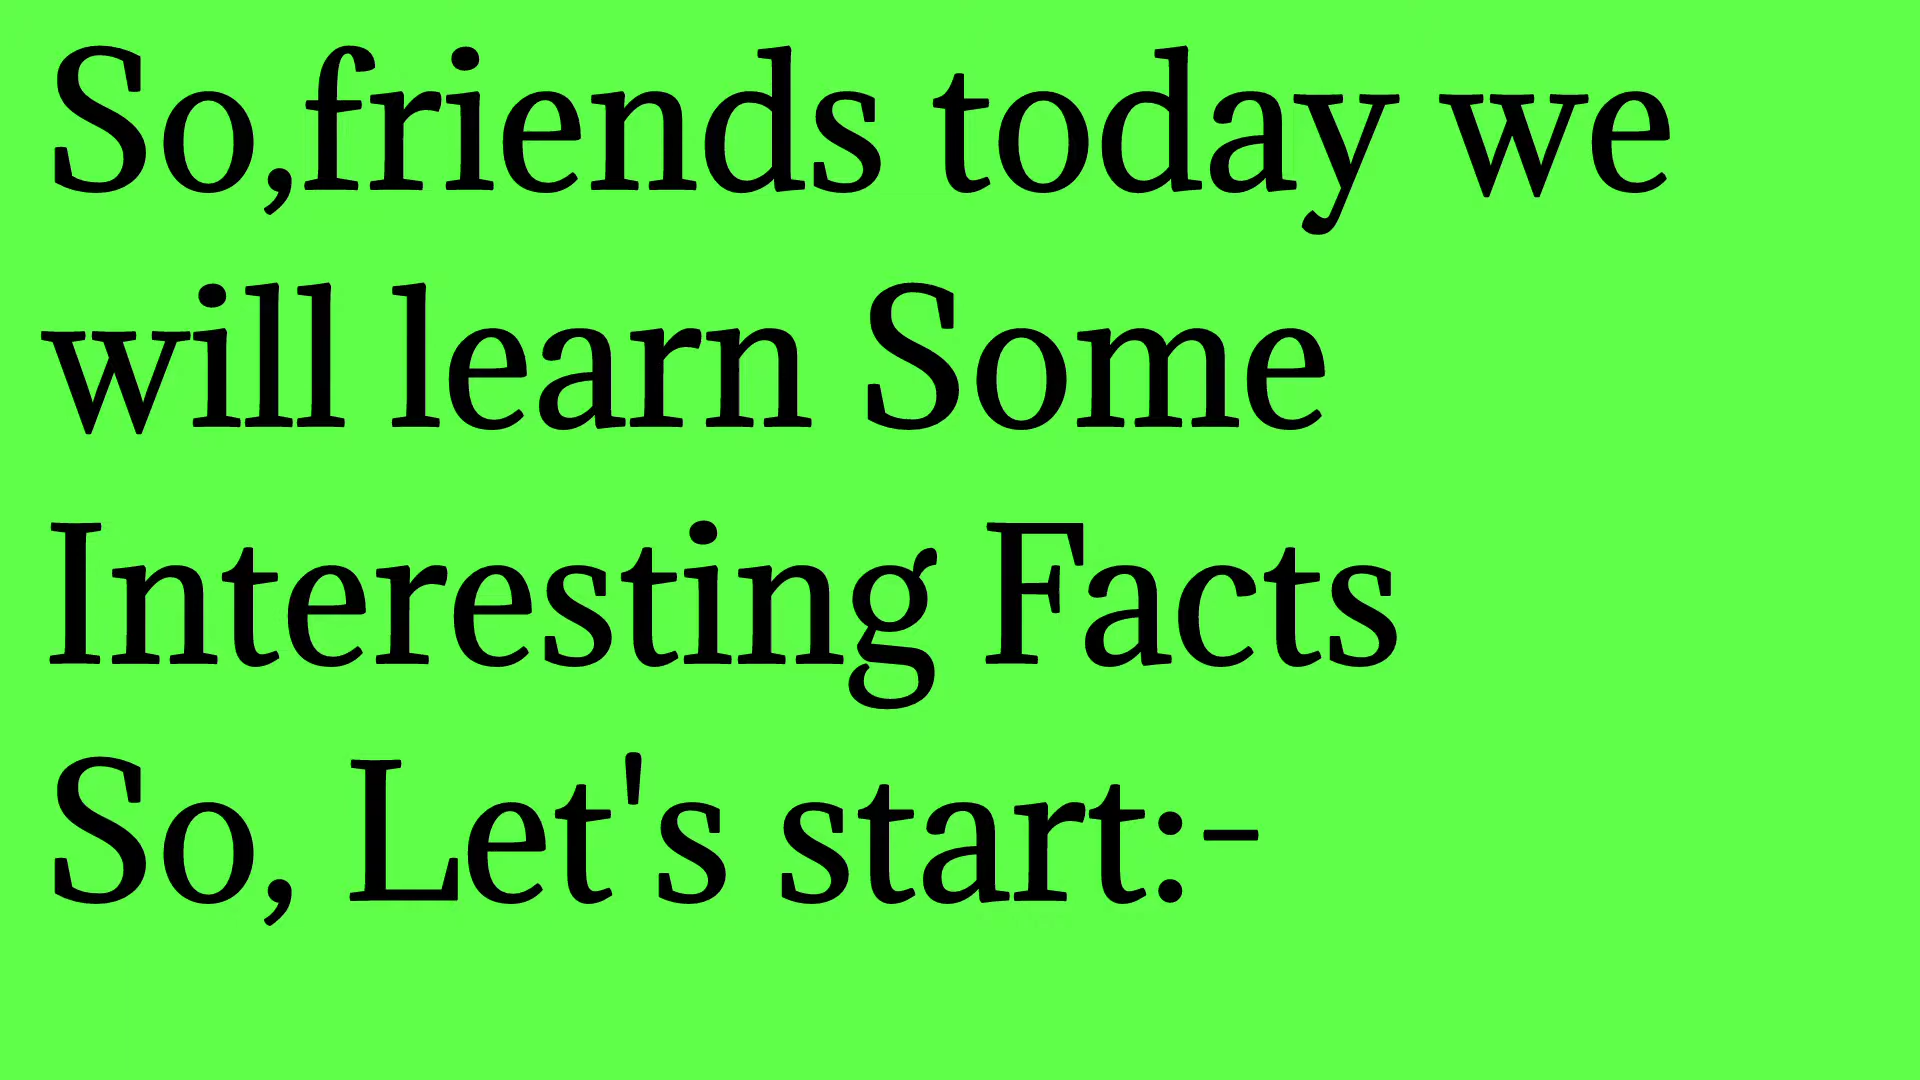 So,friends today we
will learn Some
Interesting Facts
So, Let's start:-